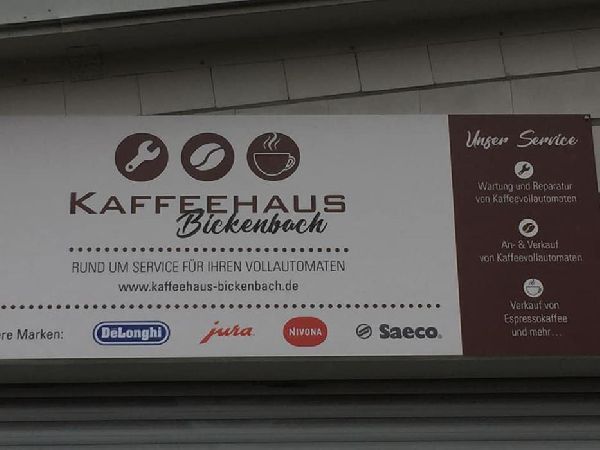 KAFFEEHAUS
Bickenbach
RUND UM SERVICE FÜR IHREN VOLLAUTOMATEN
www.kaffeehaus-bickenbach.de
ere Marken:
DeLonghi
jura
NIVONA
Saeco
Unser Service
Wartung und Reparatur
von Kaffeevollautomaten
An- & Verkauf
von Kaffeevollautomaten
Verkauf von
Espressokaffee
und mehr...